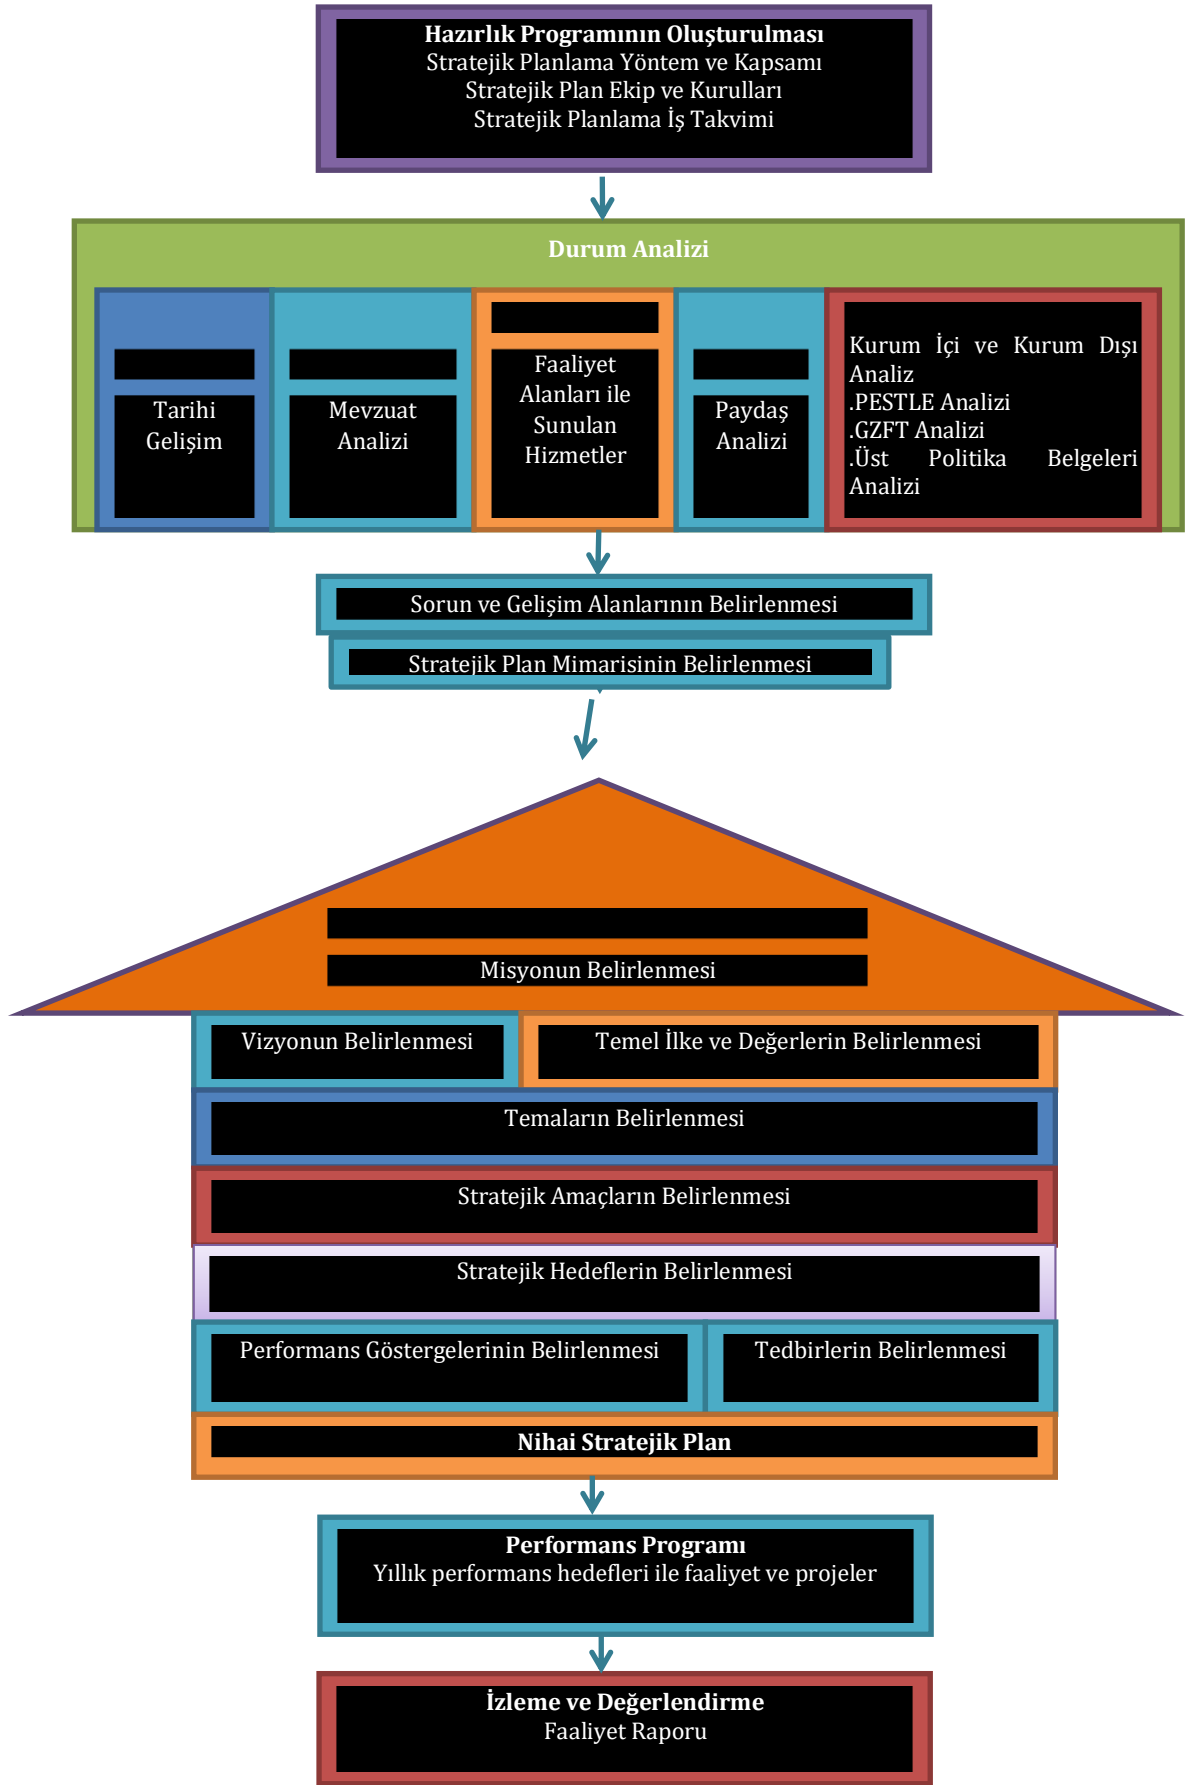 Hazırlık Programının Oluşturulması
Stratejik Planlama Yöntem ve Kapsamı
Stratejik Plan Ekip ve Kurulları
Stratejik Planlama İş Takvimi
Durum Analizi
Tarihi
Gelişim
Mevzuat
Analizi
Faaliyet
Alanları ile
Sunulan
Hizmetler
Paydaş
Analizi
Kurum İçi ve Kurum Dışı
Analiz
.PESTLE Analizi
.GZFT Analizi
.Üst Politika Belgeleri
Analizi
Sorun ve Gelişim Alanlarının Belirlenmesi
Stratejik Plan Mimarisinin Belirlenmesi
Misyonun Belirlenmesi
Vizyonun Belirlenmesi
Temel İlke ve Değerlerin Belirlenmesi
Temaların Belirlenmesi
Stratejik Amaçların Belirlenmesi
Stratejik Hedeflerin Belirlenmesi
Performans Göstergelerinin Belirlenmesi
Tedbirlerin Belirlenmesi
Nihai Stratejik Plan
Performans Programı
Yıllık performans hedefleri ile faaliyet ve projeler
İzleme ve Değerlendirme
Faaliyet Raporu